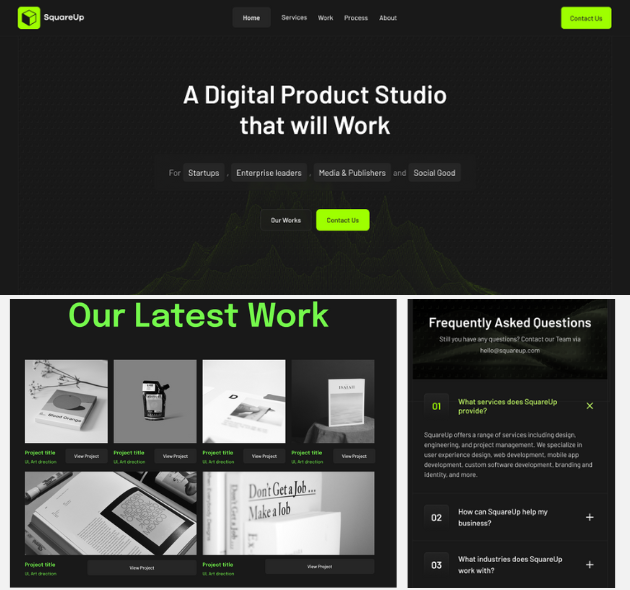 SquareUp
Home Services Work Process About
Contact Us
A Digital Product Studio
that will Work
For Startups , Enterprise leaders , Media & Publishers and Social Good
Our Works Contact Us
Our Latest Work
Blood Orange
D
Project title View Project
UI, Art direction
Project title View Project
UI, Art direction
Project title View Project
UI, Art direction
Project title View Project
UI, Art direction
Don't Get a Job...
Make a Job
Project title View Project
UI, Art direction
Project title View Project
UI, Art direction
Frequently Asked Questions
Still you have any questions? Contact our Team via
hello@squareup.com
01 What services does SquareUp
provide?
SquareUp offers a range of services including design,
engineering, and project management. We specialize in
user experience design, web development, mobile app
development, custom software development, branding and
identity, and more.
02 How can SquareUp help my
business?
03 What industries does SquareUp
work with?